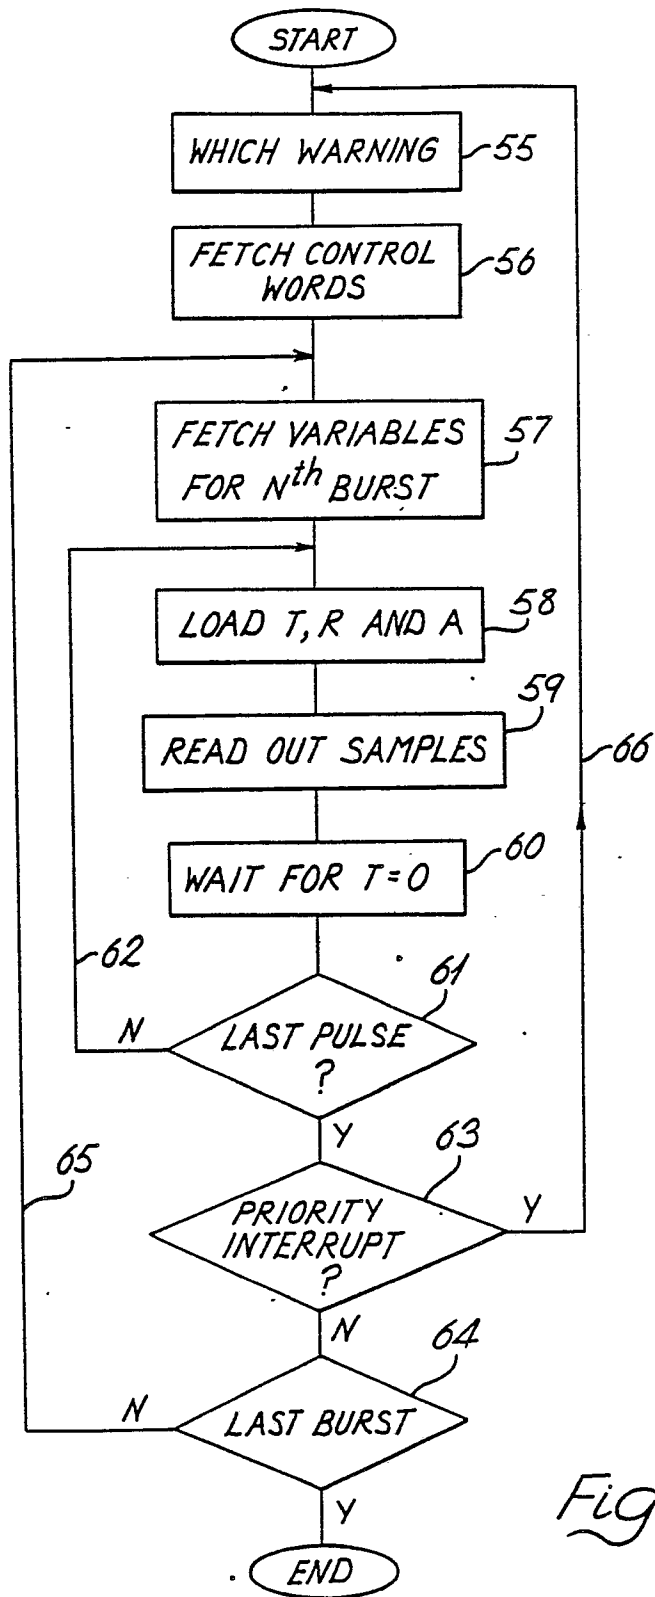 START
WHICH WARNING
55
FETCH CONTROL
WORDS
56
FETCH VARIABLES
FOR Nth BURST
57
LOAD T, R AND A
58
READ OUT SAMPLES
59
66
WAIT FOR T=0
60
62
61
LAST PULSE
?
N
Y
65
63
PRIORITY
INTERRUPT
?
Y
N
64
LAST BURST
N
Y
Fig
END